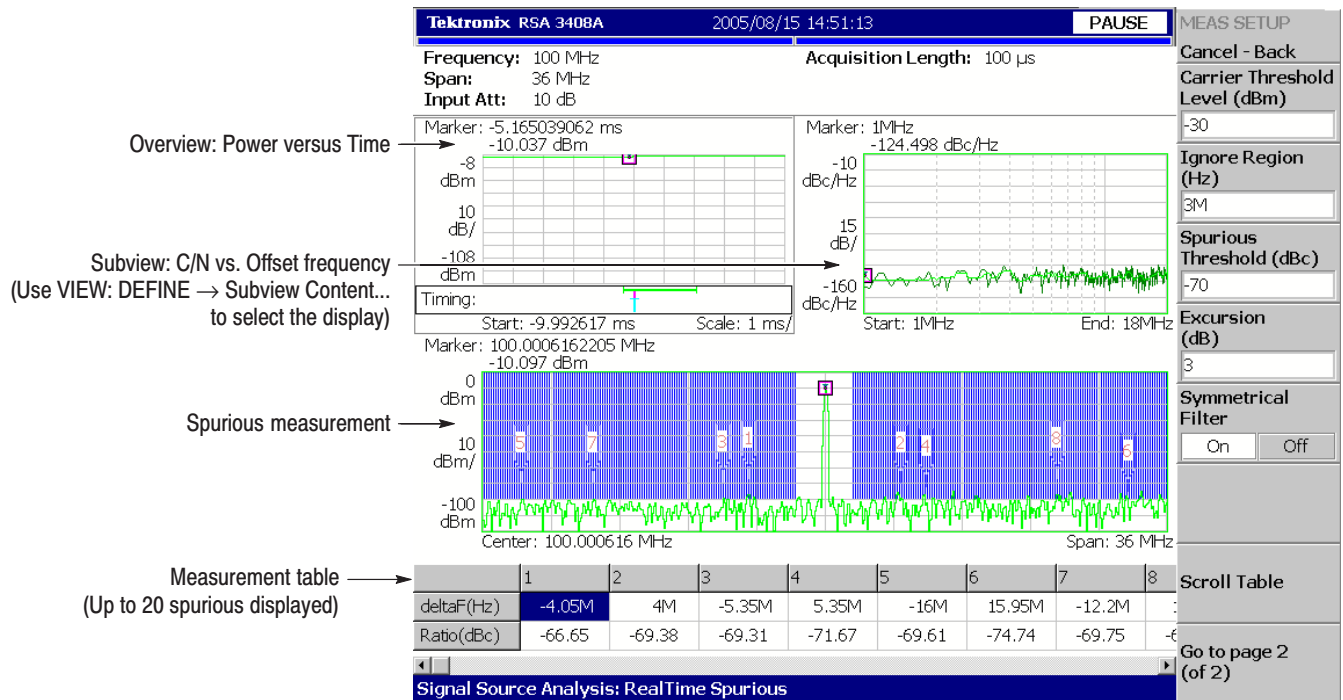 Tektronix RSA 3408A 2005/08/15 14:51:13 PAUSE
Frequency: 100 MHz Acquisition Length: 100 µs
Span: 36 MHz
Input Att: 10 dB
Overview: Power versus Time
Marker: -5.165039062 ms
-10.037 dBm
-8
dBm
10
dB/
-108
dBm
Timing:
Start: -9.992617 ms Scale: 1 ms/
Subview: C/N vs. Offset frequency
(Use VIEW: DEFINE → Subview Content...
to select the display)
Marker: 1MHz
-124.498 dBc/Hz
-10
dBc/Hz
15
dB/
-160
dBc/Hz
Start: 1MHz End: 18MHz
Spurious measurement
Marker: 100.0006162205 MHz
-10.097 dBm
0
dBm
10
dBm/
-100
dBm
5 7 3 1 2 4 8 6
Center: 100.000616 MHz Span: 36 MHz
Measurement table
(Up to 20 spurious displayed)
1 2 3 4 5 6 7 8
deltaF(Hz) -4.05M 4M -5.35M 5.35M -16M 15.95M -12.2M
Ratio(dBc) -66.65 -69.38 -69.31 -71.67 -69.61 -74.74 -69.75
Signal Source Analysis: RealTime Spurious
MEAS SETUP
Cancel - Back
Carrier Threshold
Level (dBm)
-30
Ignore Region
(Hz)
3M
Spurious
Threshold (dBc)
-70
Excursion
(dB)
3
Symmetrical
Filter
On Off
Scroll Table
Go to page 2
(of 2)